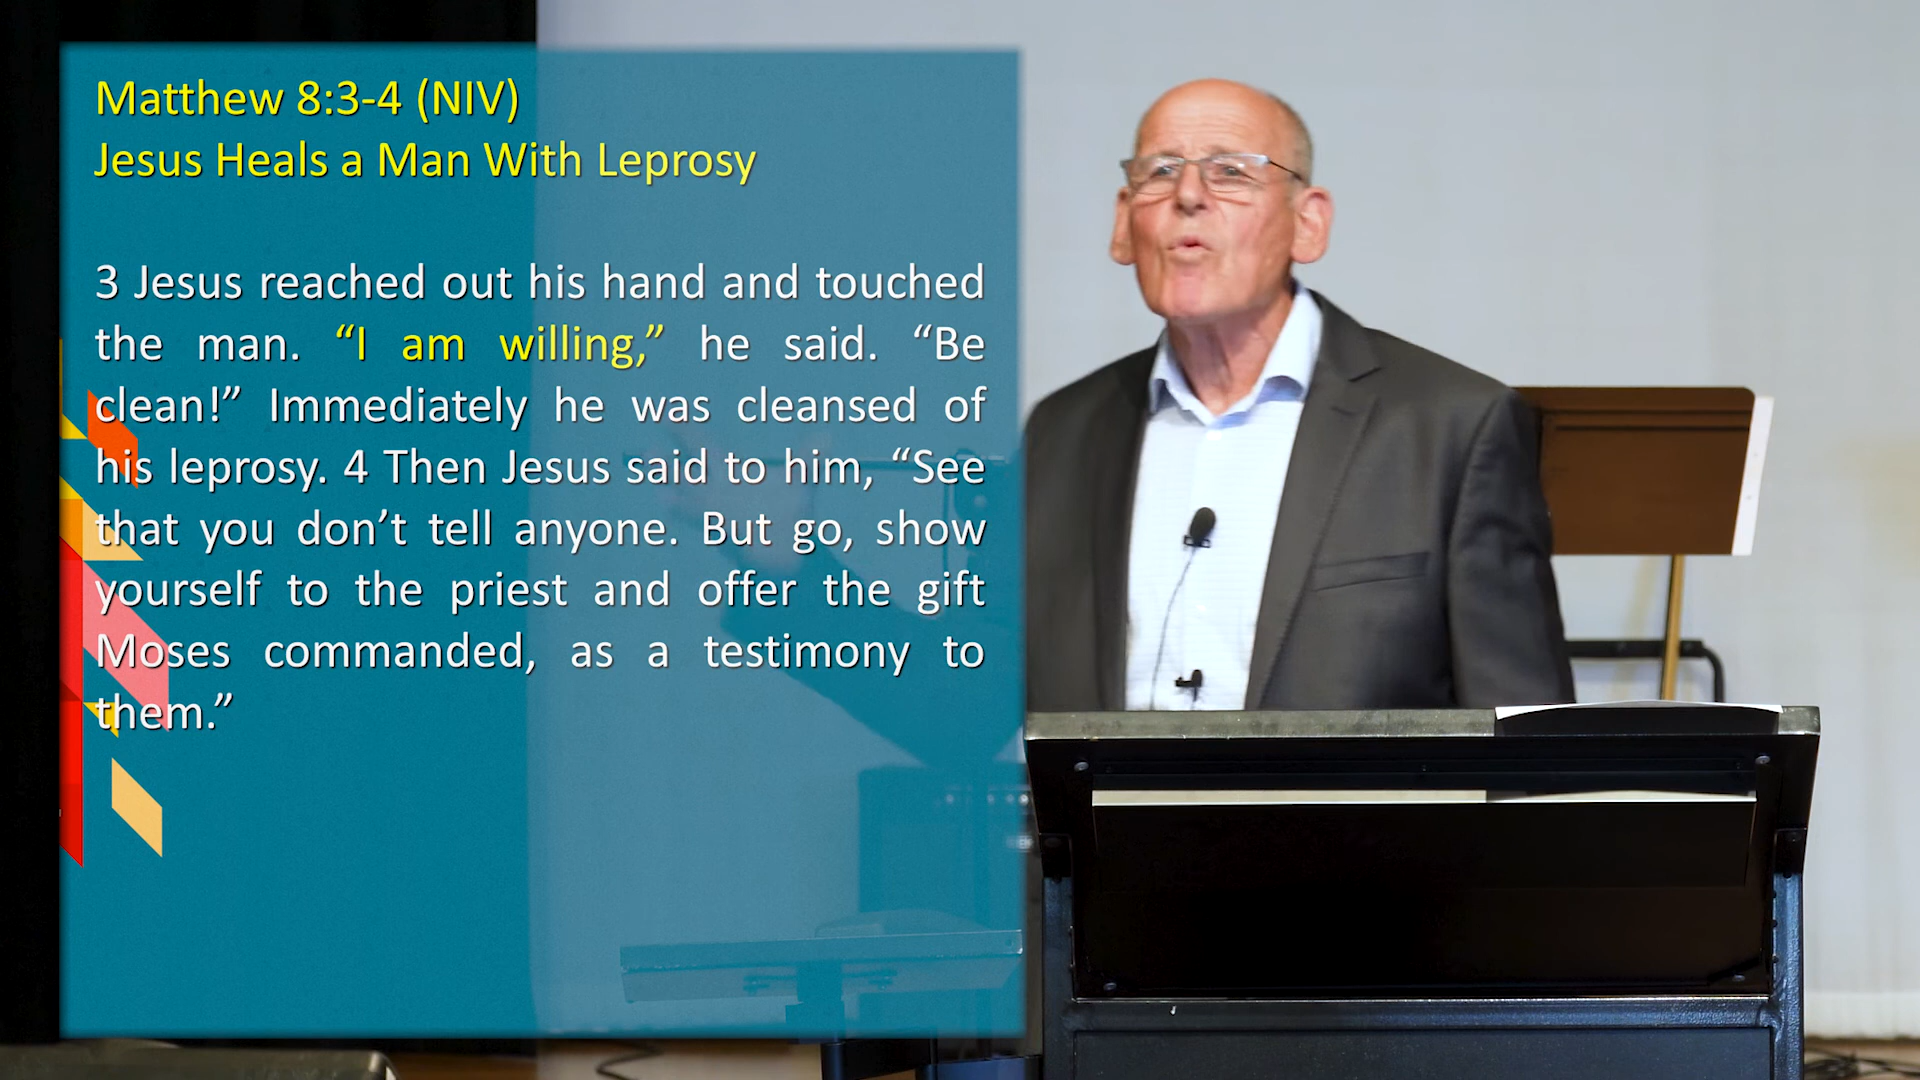 Matthew 8:3-4 (NIV)
Jesus Heals a Man With Leprosy
3 Jesus reached out his hand and touched
the man. “I am willing,” he said. “Be
clean!” Immediately he was cleansed of
his leprosy. 4 Then Jesus said to him, “See
that you don’t tell anyone. But go, show
yourself to the priest and offer the gift
Moses commanded, as a testimony to
them.”